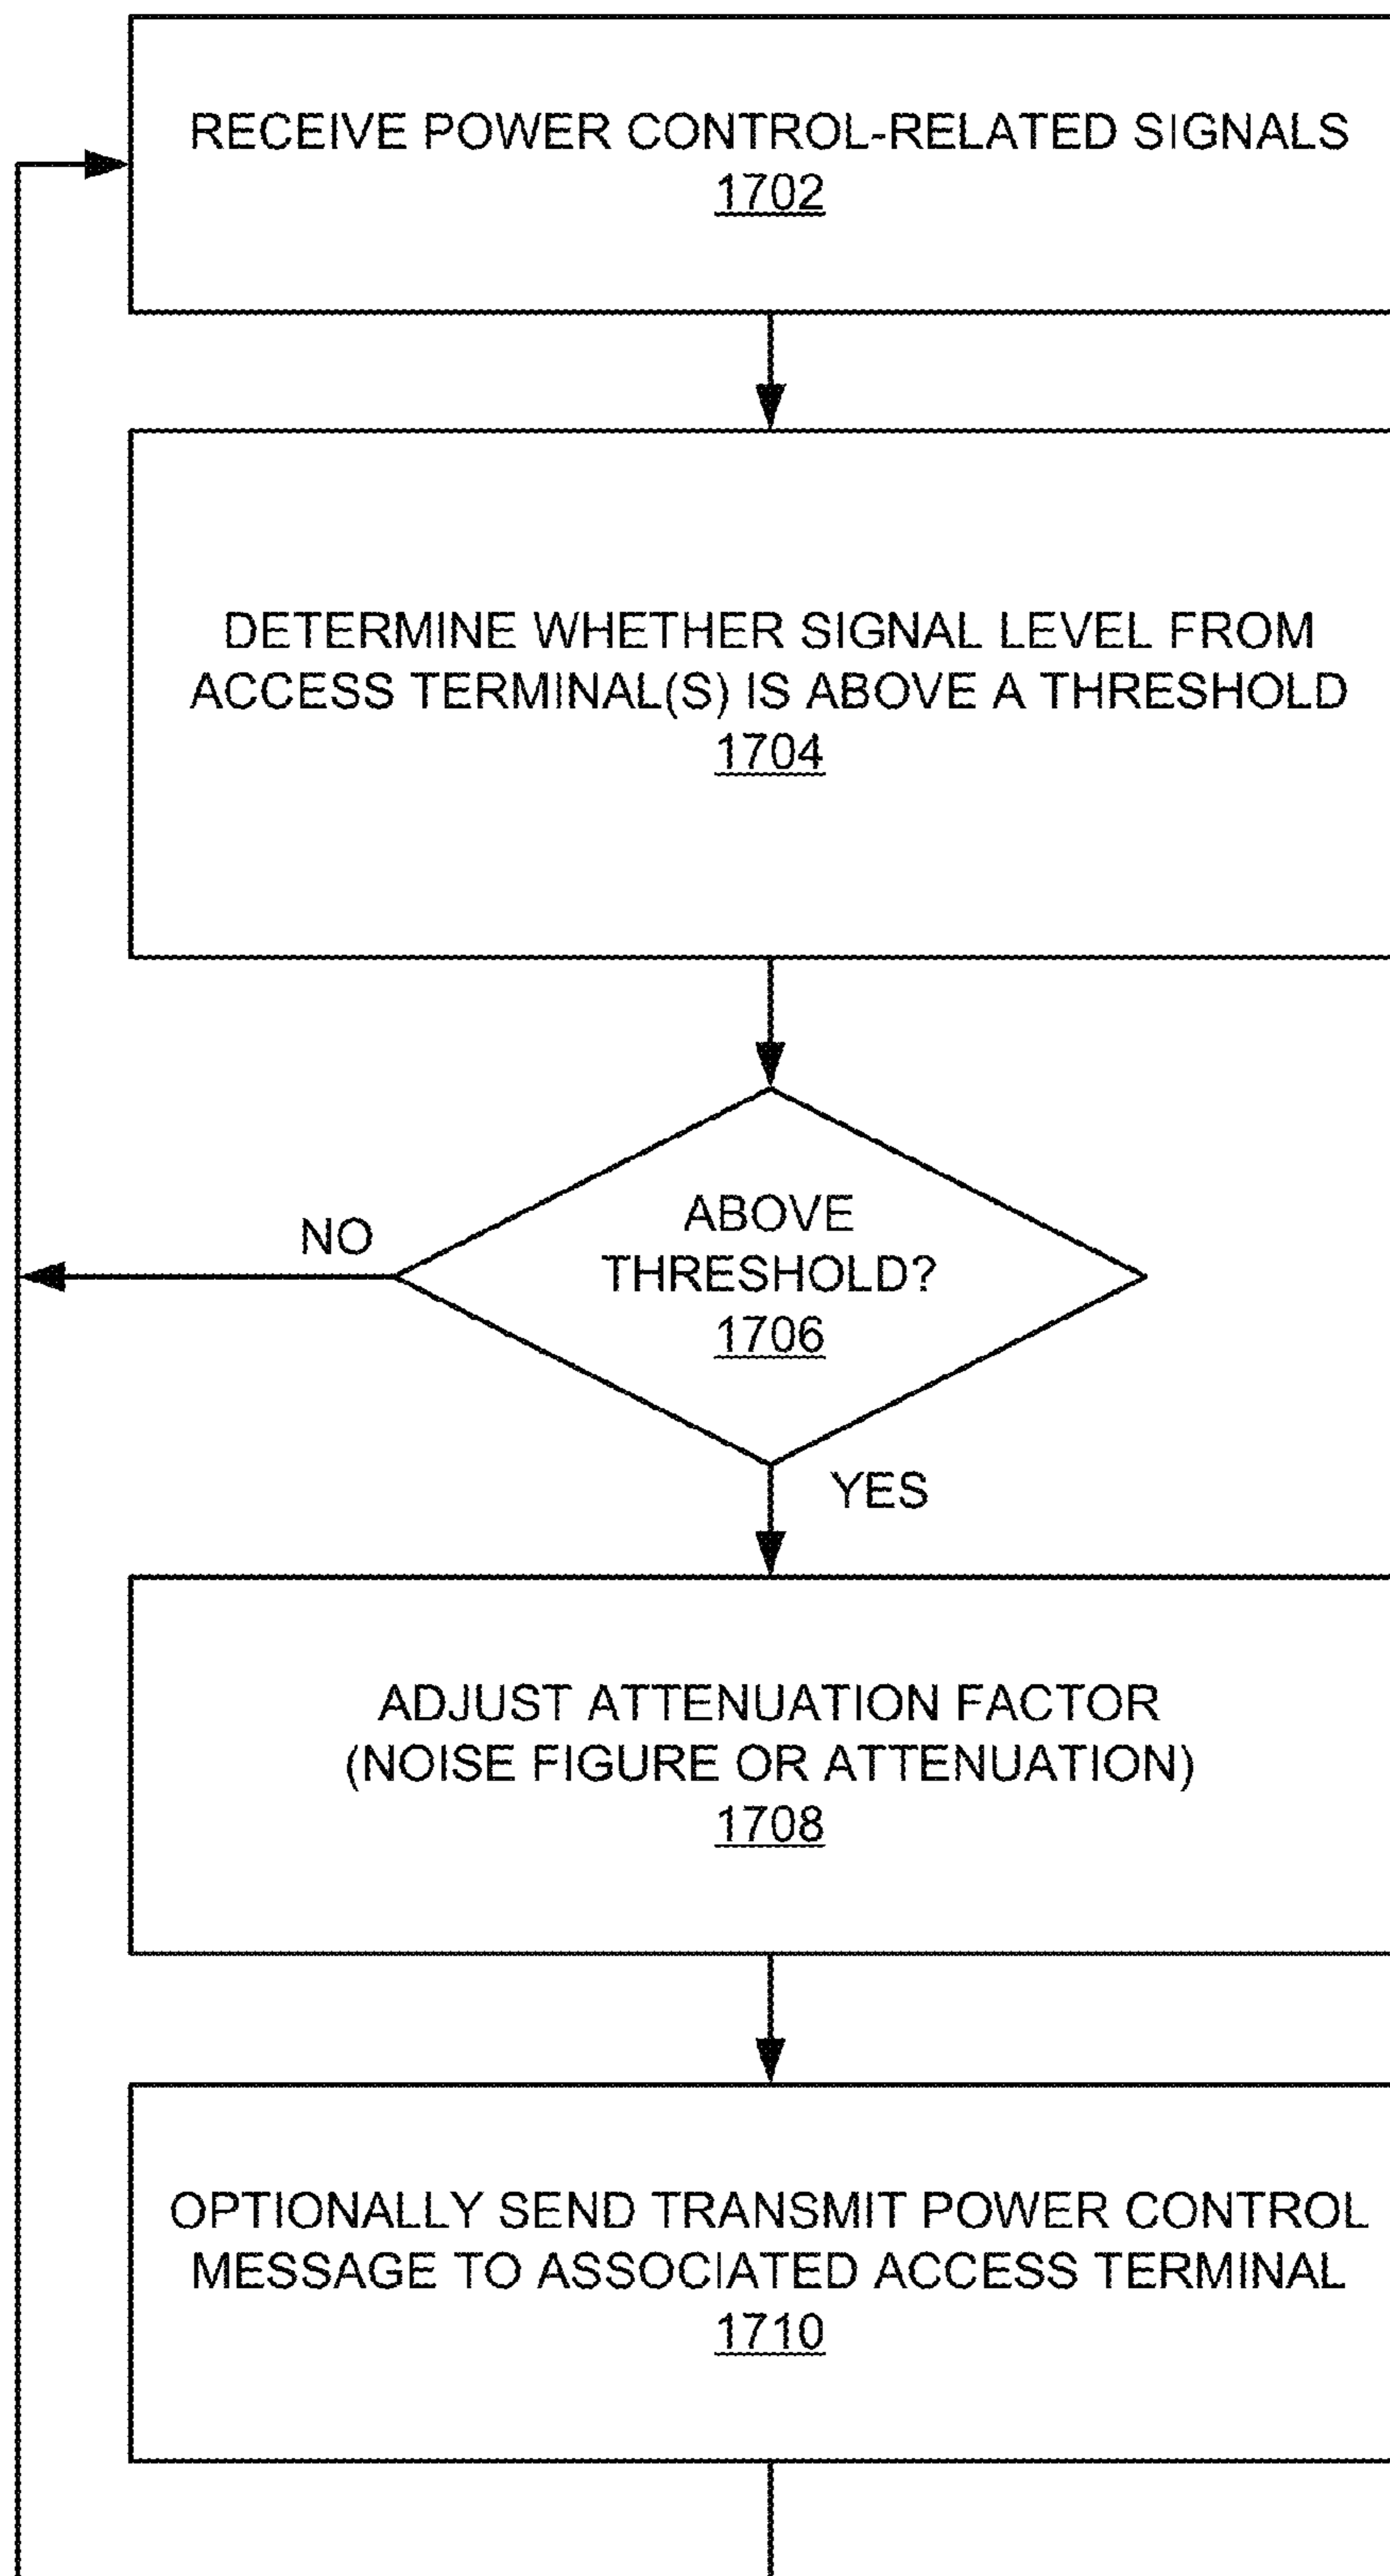 RECEIVE POWER CONTROL-RELATED SIGNALS
1702
DETERMINE WHETHER SIGNAL LEVEL FROM
ACCESS TERMINAL(S) IS ABOVE A THRESHOLD
1704
ABOVE
THRESHOLD?
1706
NO
YES
ADJUST ATTENUATION FACTOR
(NOISE FIGURE OR ATTENUATION)
1708
OPTIONALLY SEND TRANSMIT POWER CONTROL
MESSAGE TO ASSOCIATED ACCESS TERMINAL
1710